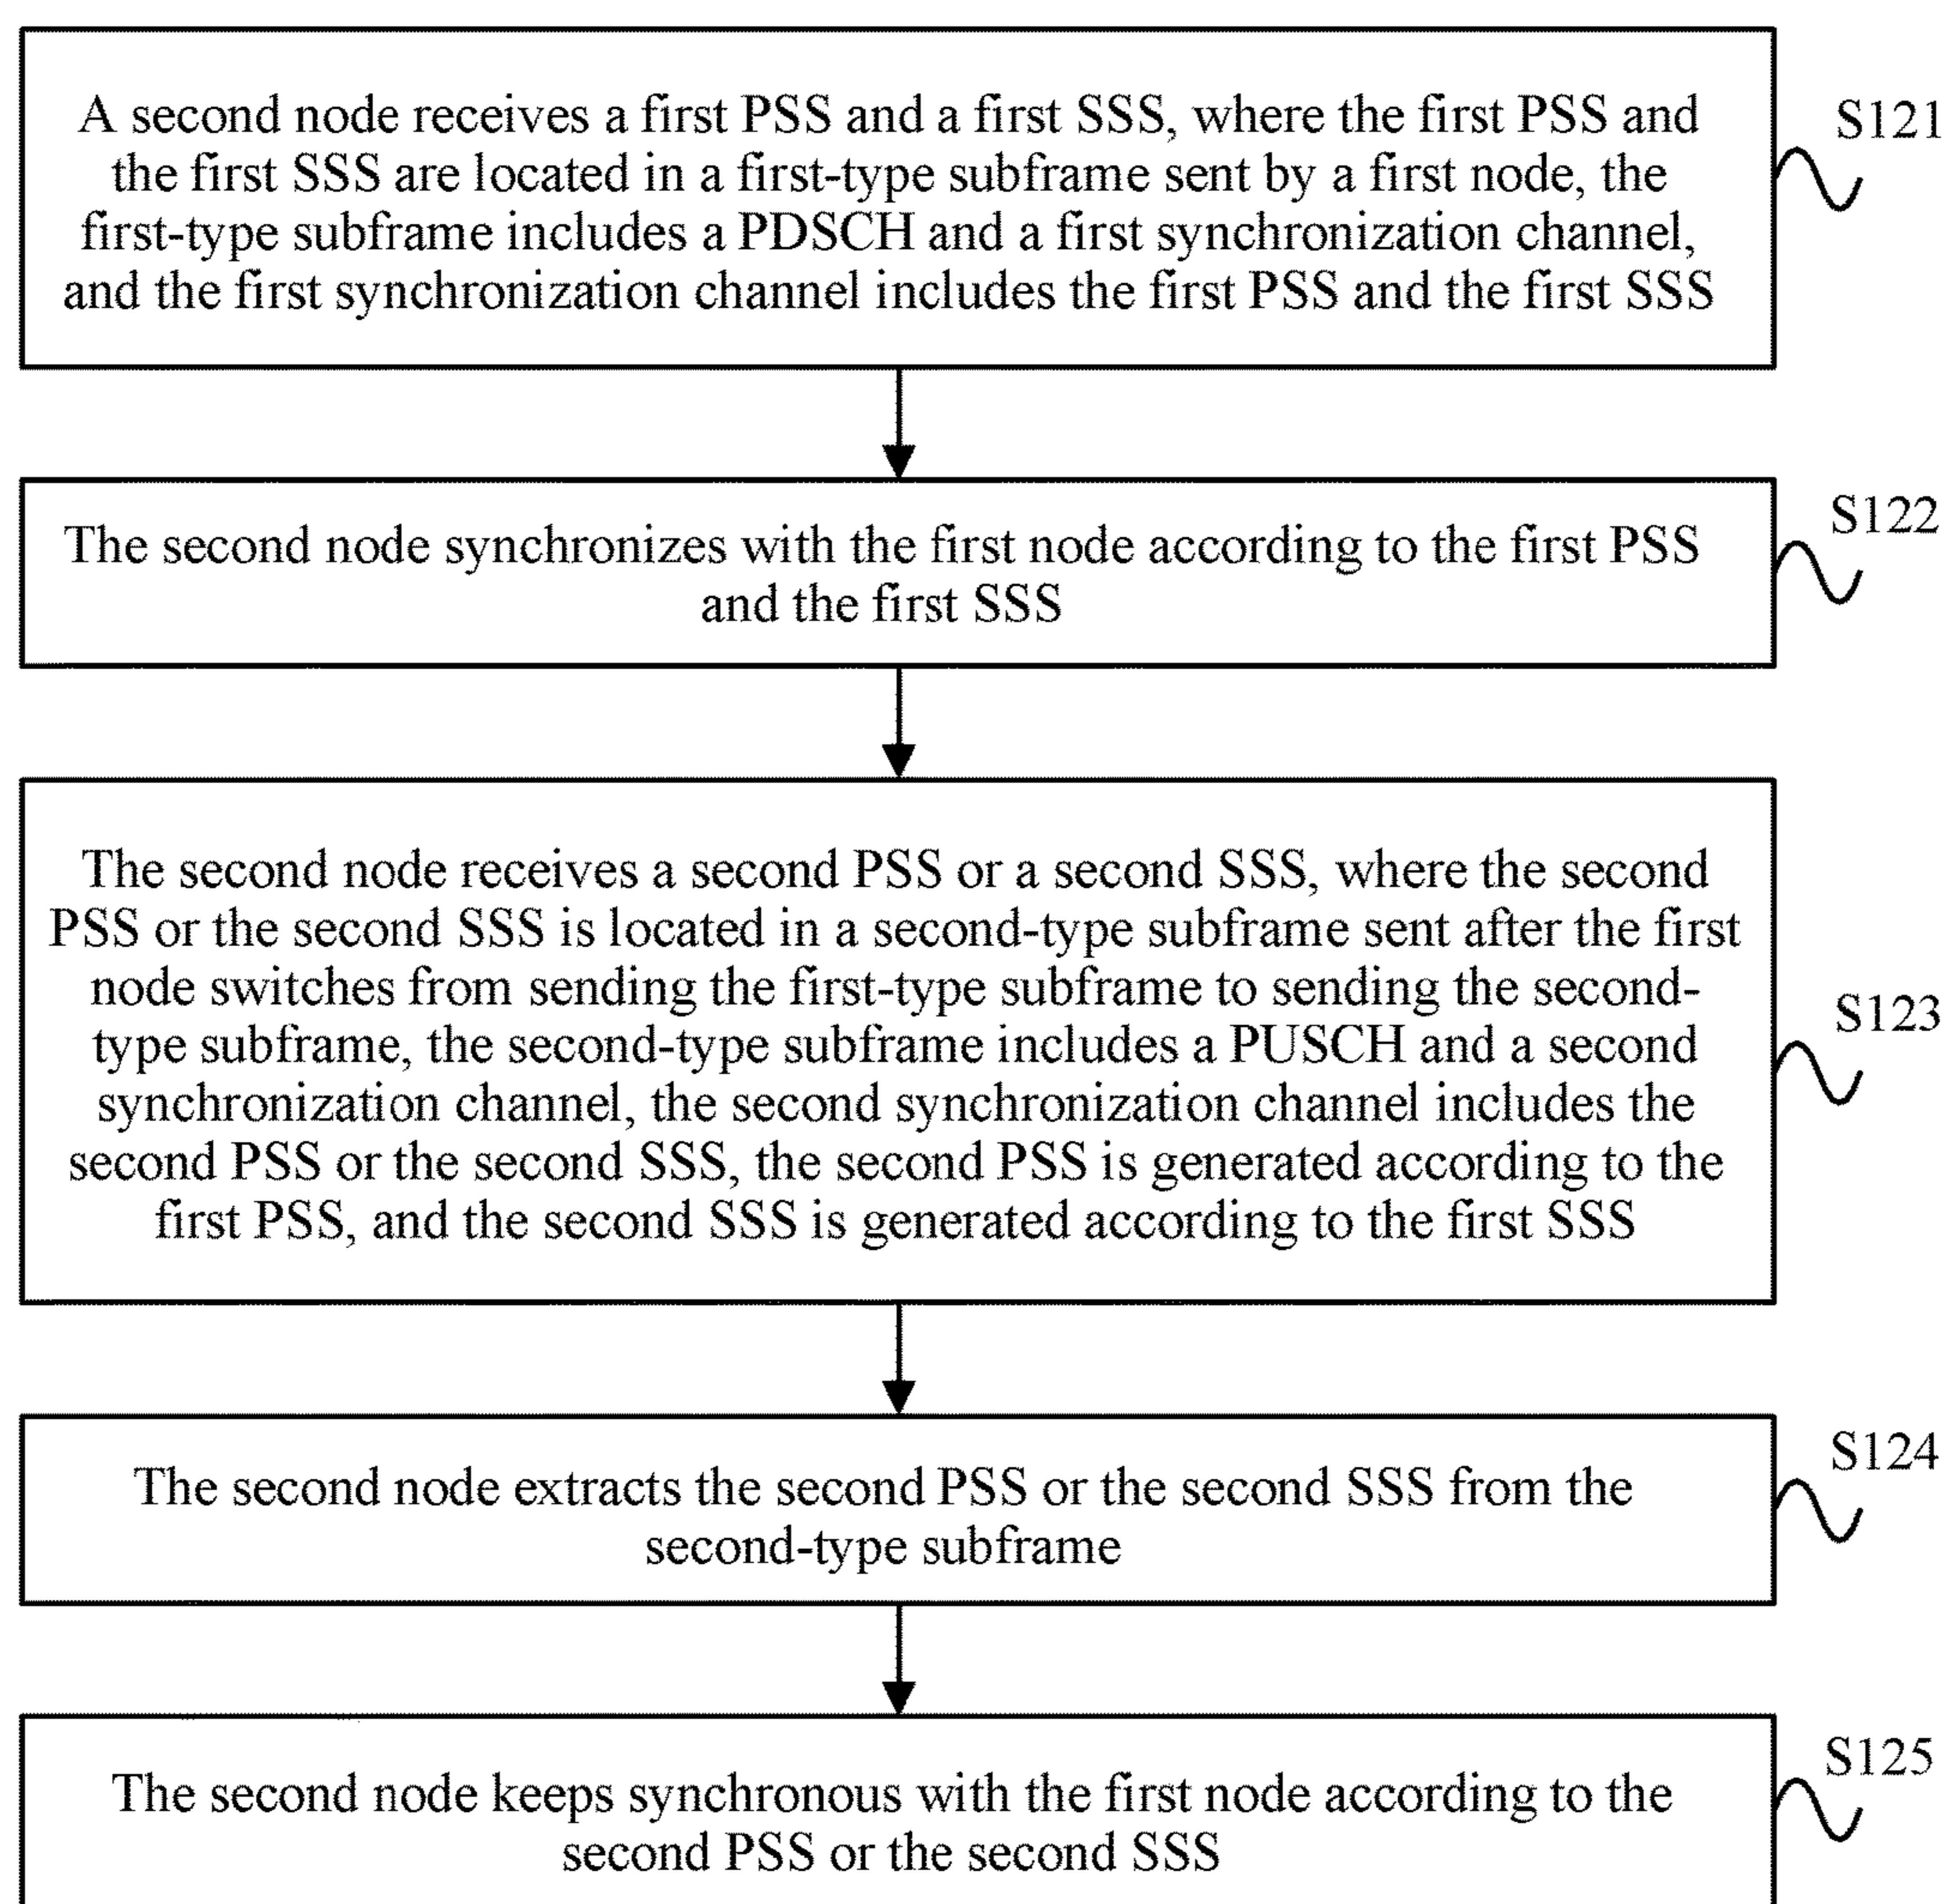 A second node receives a first PSS and a first SSS, where the first PSS and
the first SSS are located in a first-type subframe sent by a first node, the
first-type subframe includes a PDSCH and a first synchronization channel,
and the first synchronization channel includes the first PSS and the first SSS
S121
The second node synchronizes with the first node according to the first PSS
and the first SSS
S122
The second node receives a second PSS or a second SSS, where the second
PSS or the second SSS is located in a second-type subframe sent after the first
node switches from sending the first-type subframe to sending the second-
type subframe, the second-type subframe includes a PUSCH and a second
synchronization channel, the second synchronization channel includes the
second PSS or the second SSS, the second PSS is generated according to the
first PSS, and the second SSS is generated according to the first SSS
S123
The second node extracts the second PSS or the second SSS from the
second-type subframe
S124
The second node keeps synchronous with the first node according to the
second PSS or the second SSS
S125